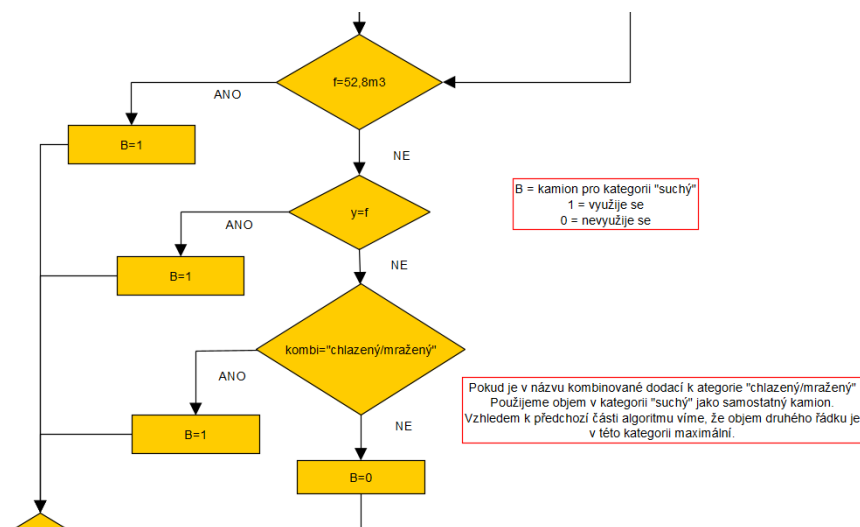 f=52,8m3
ANO
B=1
NE
y=f
B = kamion pro kategorii "suchý"
1 = využije se
0 = nevyužije se
ANO
NE
B=1
kombi="chlazený/mražený"
ANO
Pokud je v názvu kombinované dodací k ategorie "chlazený/mražený"
Použijeme objem v kategorii "suchý" jako samostatný kamion.
Vzhledem k předchozí části algoritmu víme, že objem druhého řádku je
v této kategorii maximální.
B=1
NE
B=0